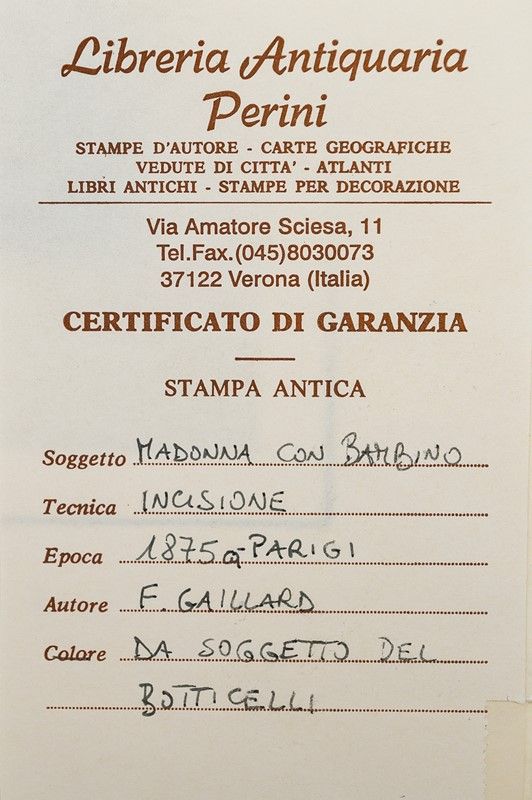 Libreria Antiquaria
Perini
STAMPE D'AUTORE - CARTE GEOGRAFICHE
VEDUTE DI CITTA' - ATLANTI
LIBRI ANTICHI - STAMPE PER DECORAZIONE
Via Amatore Sciesa, 11
Tel.Fax.(045)8030073
37122 Verona (Italia)
CERTIFICATO DI GARANZIA
STAMPA ANTICA
Soggetto MADONNA CON BAMBINO
Tecnica INCISIONE
Epoca 1875 a PARIGI
Autore F. GAILLARD
Colore DA SOGGETTO DEL
BOTTICELLI